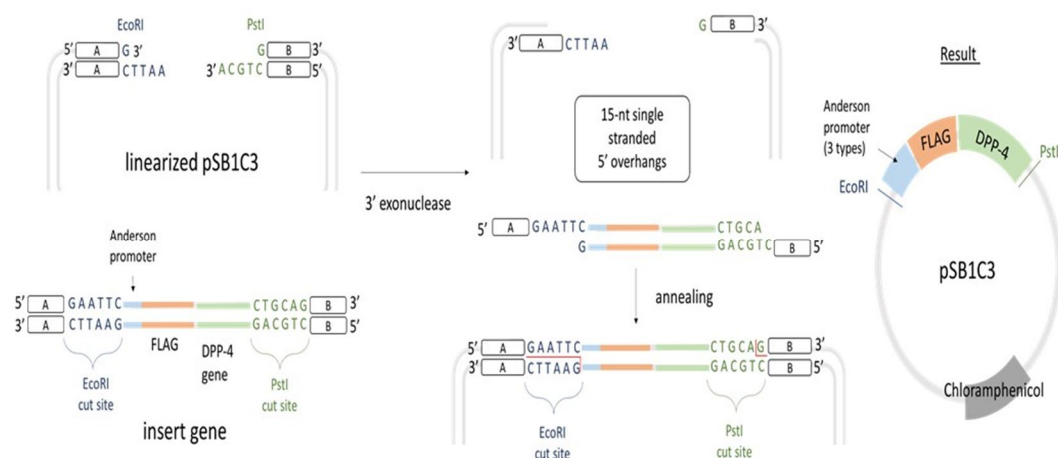 EcoRI
PstI
5' A G 3'
3' A CTTAA
G B 3'
3' ACGTC B 5'
linearized pSB1C3
3' A CTTAA
G B 3'
15-nt single
stranded
5' overhangs
3' exonuclease
5' A GAATTC CTGCA
G GACGTC B 5'
annealing
Anderson
promoter
5' A GAATTC CTGCAG B 3'
3' A CTTAAG GACGTC B 5'
FLAG
DPP-4
gene
EcoRI
cut site
PstI
cut site
insert gene
5' A GAATTC CTGCAG B 3'
3' A CTTAAG GACGTC B 5'
EcoRI
cut site
PstI
cut site
Result
Anderson
promoter
(3 types)
FLAG
DPP-4
PstI
EcoRI
pSB1C3
Chloramphenicol